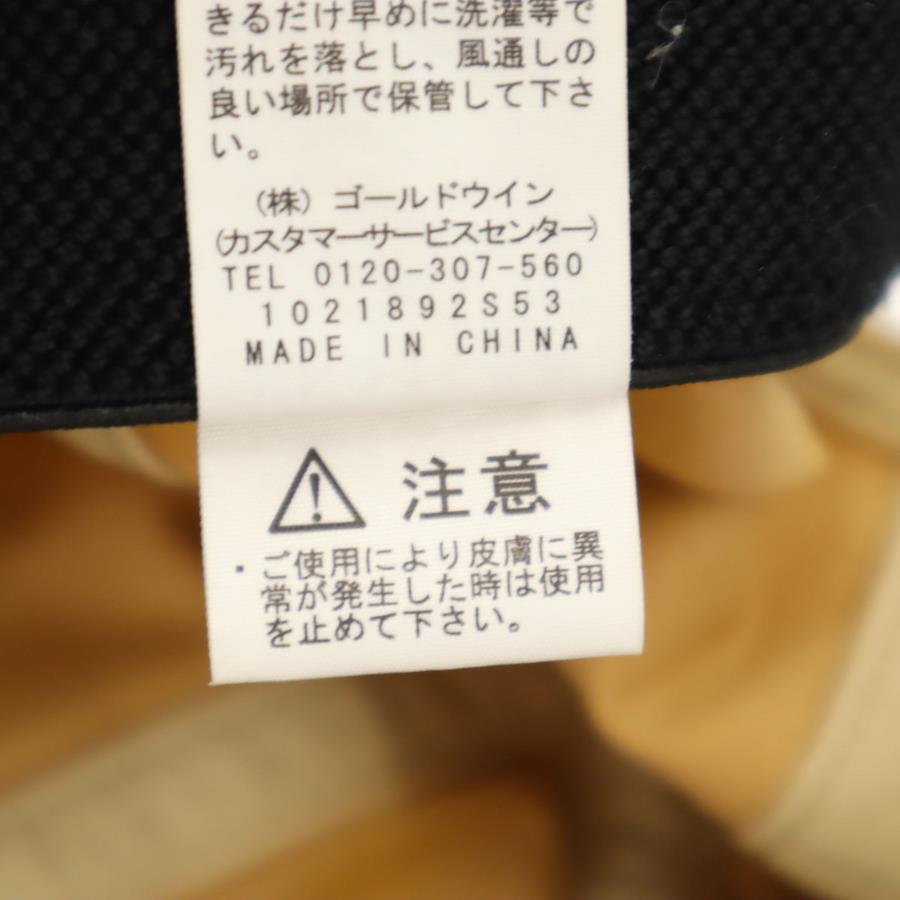 きるだけ早めに洗濯等で
汚れを落とし、風通しの
良い場所で保管して下さ
い。
(株) ゴールドウイン
(カスタマーサービスセンター)
TEL 0120-307-560
1021892S53
MADE IN CHINA
注意
・ご使用により皮膚に異
常が発生した時は使用
を止めて下さい。